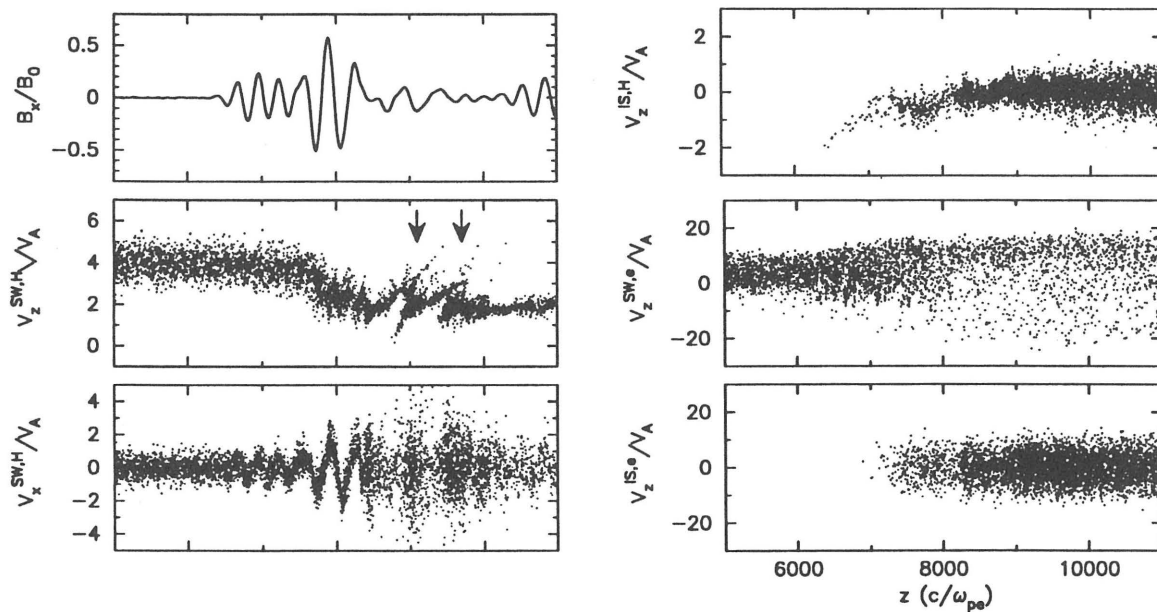 B_x/B_0
0.5
0
−0.5
V_z^{SW,H}/V_A
6
4
2
0
V_x^{SW,H}/V_A
4
2
0
−2
−4
V_z^{IS,H}/V_A
2
0
−2
V_z^{SW,e}/V_A
20
0
−20
V_z^{IS,e}/V_A
20
0
−20
6000 8000 10000
z (c/ω_{pe})